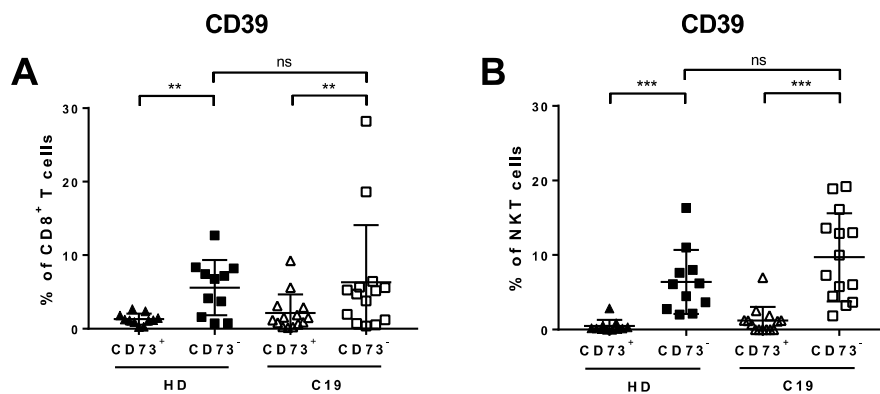 CD39
A
ns
**
**
30
20
10
0
% of CD8⁺ T cells
CD73⁺
CD73⁻
CD73⁺
CD73⁻
HD
C19
CD39
B
ns
***
***
30
20
10
0
% of NKT cells
CD73⁺
CD73⁻
CD73⁺
CD73⁻
HD
C19